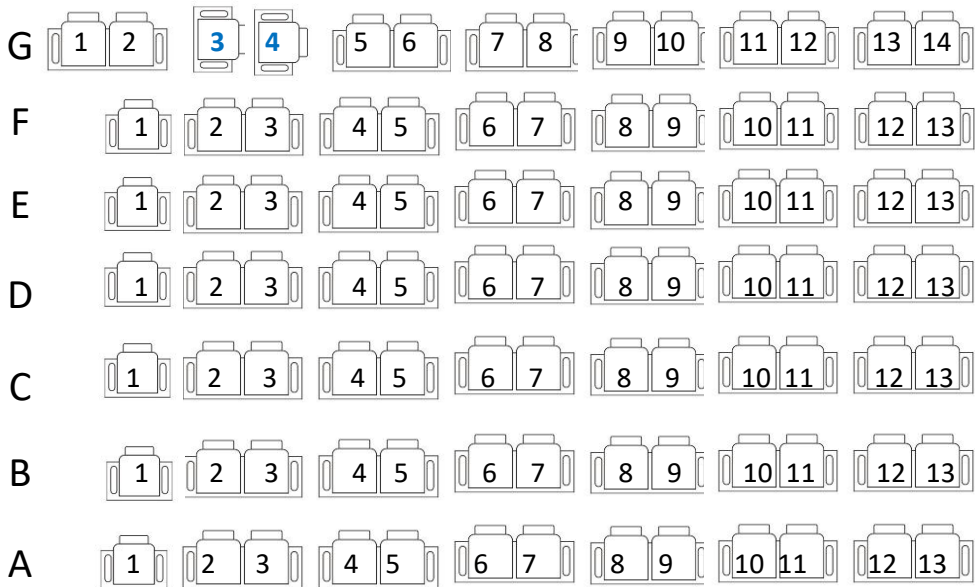 G 1 2 3 4 5 6 7 8 9 10 11 12 13 14
F 1 2 3 4 5 6 7 8 9 10 11 12 13
E 1 2 3 4 5 6 7 8 9 10 11 12 13
D 1 2 3 4 5 6 7 8 9 10 11 12 13
C 1 2 3 4 5 6 7 8 9 10 11 12 13
B 1 2 3 4 5 6 7 8 9 10 11 12 13
A 1 2 3 4 5 6 7 8 9 10 11 12 13